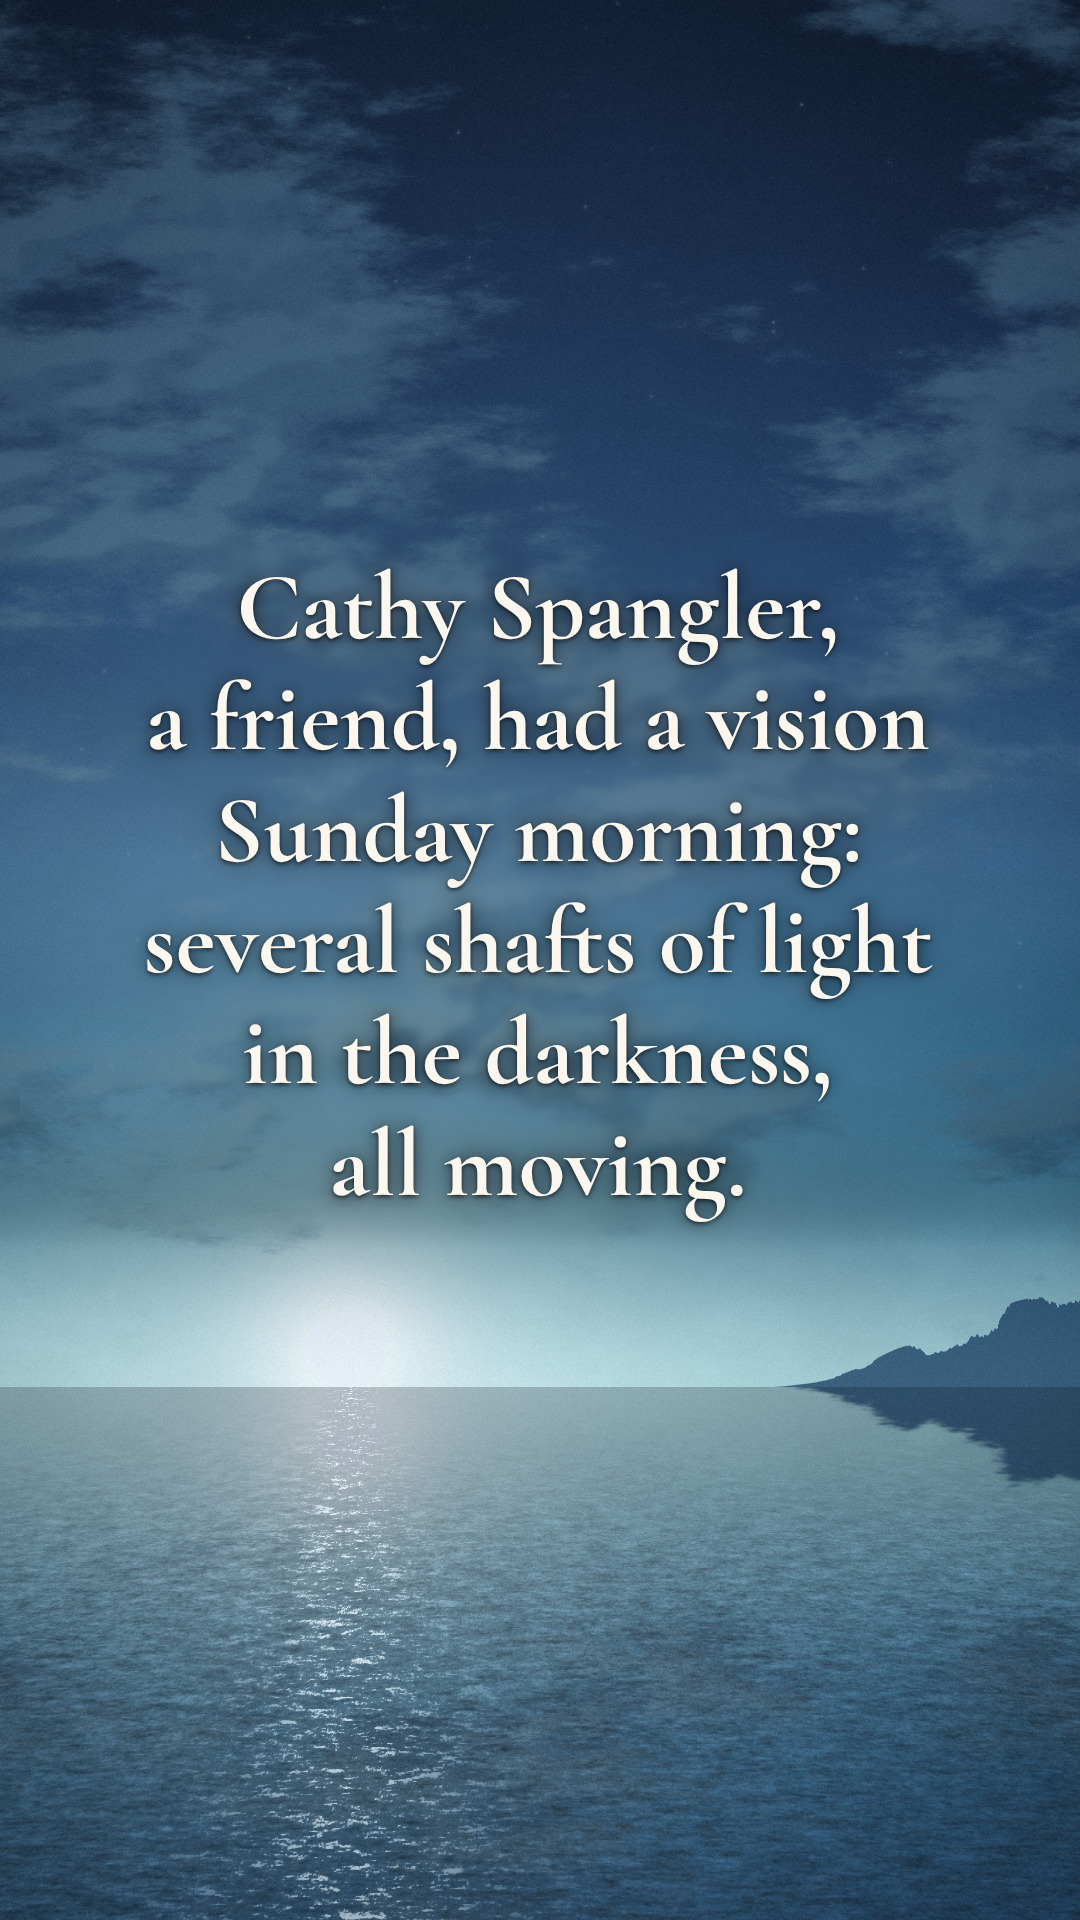 Cathy Spangler,
a friend, had a vision
Sunday morning:
several shafts of light
in the darkness,
all moving.